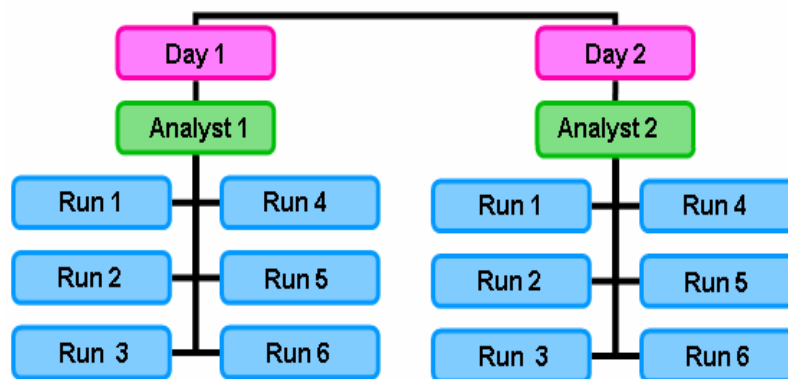 Day 1
Day 2
Analyst 1
Analyst 2
Run 1
Run 4
Run 1
Run 4
Run 2
Run 5
Run 2
Run 5
Run 3
Run 6
Run 3
Run 6